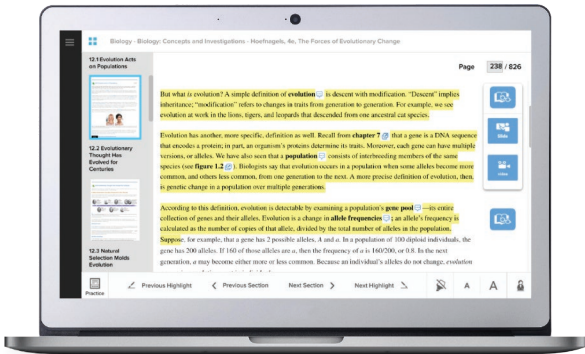 Biology - Biology: Concepts and Investigations - Hoefnagels, 4e, The Forces of Evolutionary Change
12.1 Evolution Acts
on Populations
12.2 Evolutionary
Thought Has
Evolved for
Centuries
12.3 Natural
Selection Molds
Evolution
Page 238 / 826
But what is evolution? A simple definition of evolution is descent with modification. "Descent" implies
inheritance; "modification" refers to changes in traits from generation to generation. For example, we see
evolution at work in the lions, tigers, and leopards that descended from one ancestral cat species.
Evolution has another, more specific, definition as well. Recall from chapter 7 that a gene is a DNA sequence
that encodes a protein; in part, an organism's proteins determine its traits. Moreover, each gene can have multiple
versions, or alleles. We have also seen that a population consists of interbreeding members of the same
species (see figure 1.2). Biologists say that evolution occurs in a population when some alleles become more
common, and others less common, from one generation to the next. A more precise definition of evolution, then,
is genetic change in a population over multiple generations.
According to this definition, evolution is detectable by examining a population's gene pool —its entire
collection of genes and their alleles. Evolution is a change in allele frequencies ; an allele's frequency is
calculated as the number of copies of that allele, divided by the total number of alleles in the population.
Suppose, for example, that a gene has 2 possible alleles, A and a. In a population of 100 diploid individuals, the
gene has 200 alleles. If 160 of those alleles are a, then the frequency of a is 160/200, or 0.8. In the next
generation, a may become either more or less common. Because an individual's alleles do not change, evolution
Slide
Video
Practice
Previous Highlight
Previous Section
Next Section
Next Highlight
A
A